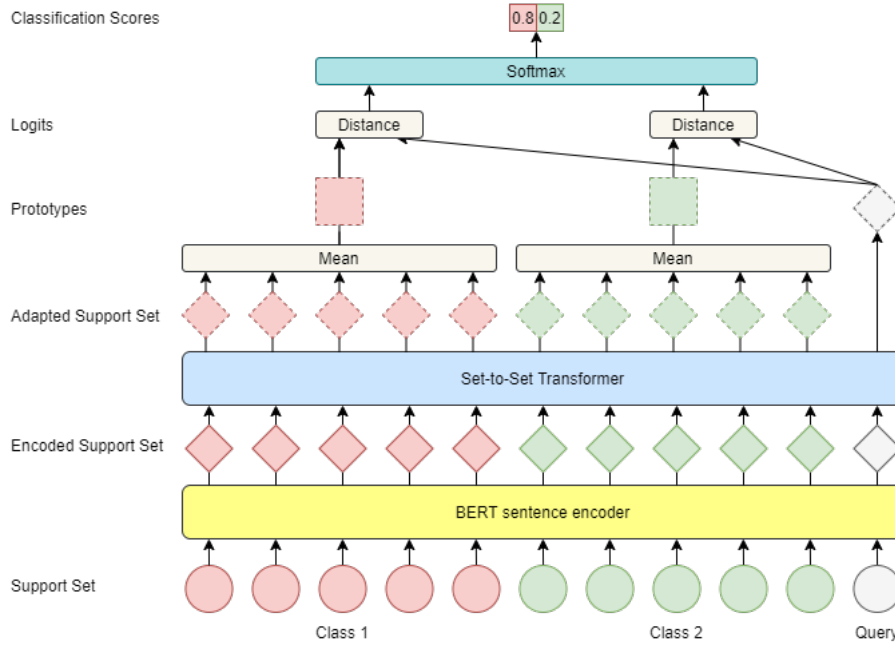 Classification Scores
0.8 0.2
Softmax
Logits
Distance
Distance
Prototypes
Mean
Mean
Adapted Support Set
Set-to-Set Transformer
Encoded Support Set
BERT sentence encoder
Support Set
Class 1
Class 2
Query